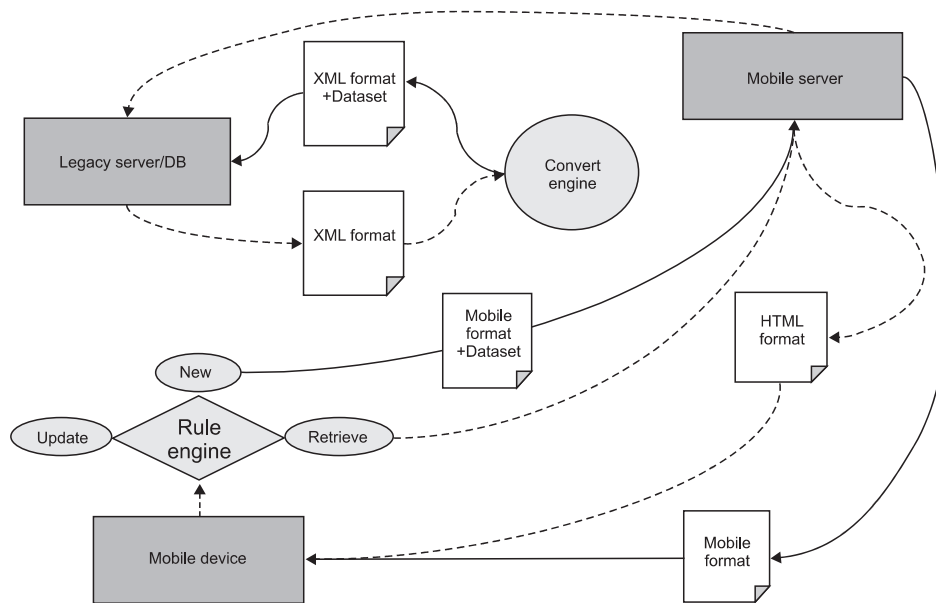 XML format
+Dataset
Mobile server
Legacy server/DB
Convert
engine
XML format
Mobile
format
+Dataset
HTML
format
New
Update
Rule
engine
Retrieve
Mobile device
Mobile
format